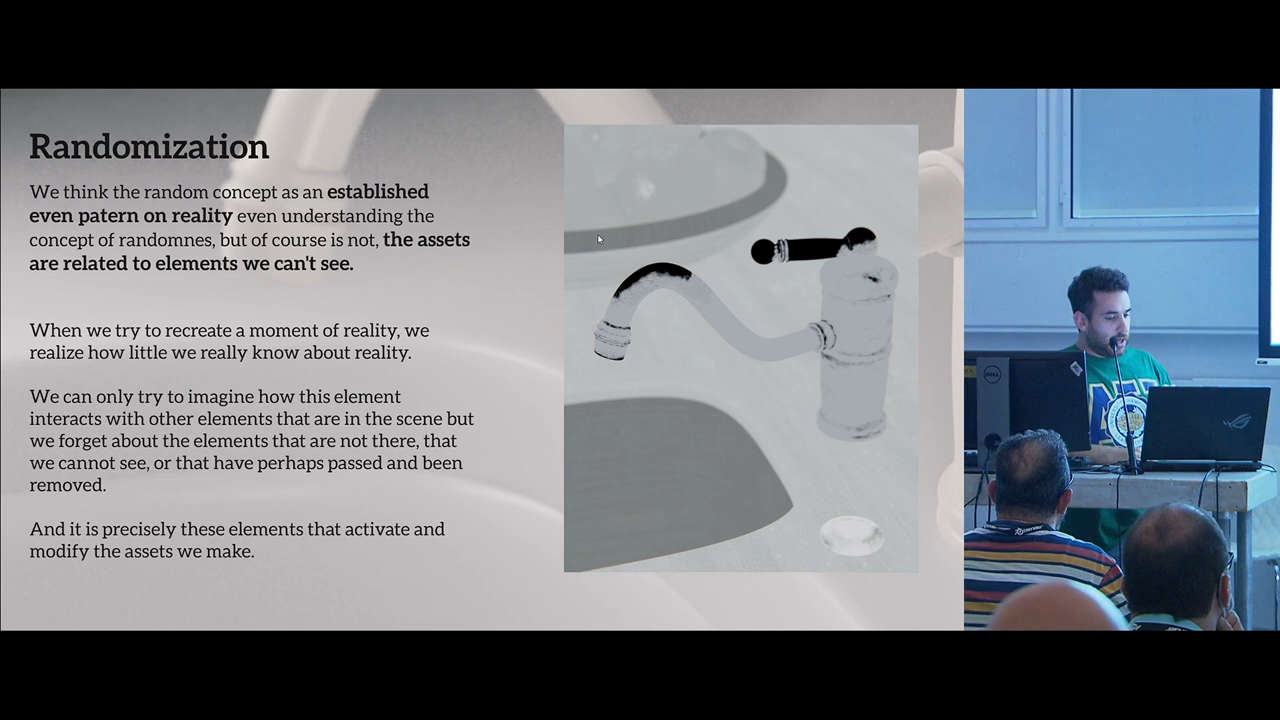 Randomization
We think the random concept as an established
even patern on reality even understanding the
concept of randomnes, but of course is not, the assets
are related to elements we can't see.
When we try to recreate a moment of reality, we
realize how little we really know about reality.
We can only try to imagine how this element
interacts with other elements that are in the scene but
we forget about the elements that are not there, that
we cannot see, or that have perhaps passed and been
removed.
And it is precisely these elements that activate and
modify the assets we make.
DELL